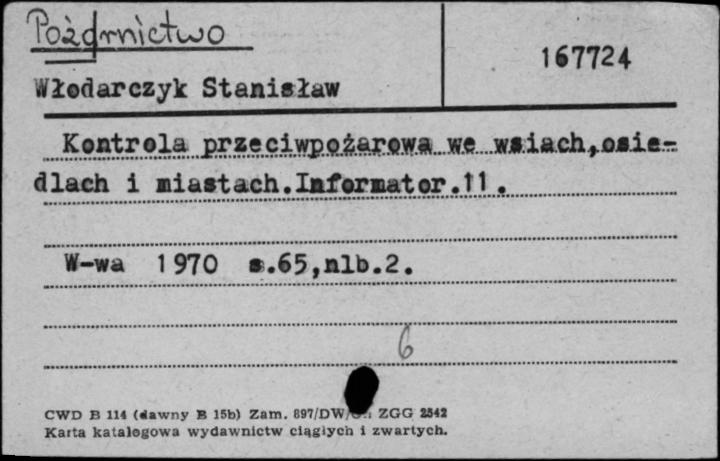 Pożarnictwo
167724
Włodarczyk Stanisław
Kontrola przeciwpożarowa we wsiach,osie-
dlach i miastach.Informator.11.
W-wa 1970 s.65,nlb.2.
6
CWD B 114 (dawny B 15b) Zam. 897/DW/ ZGG 2542
Karta katalogowa wydawnictw ciągłych i zwartych.